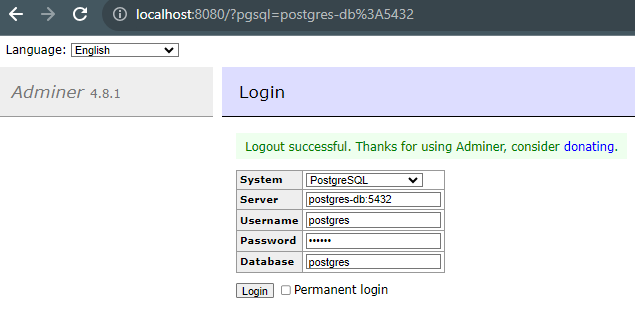 localhost:8080/?pgsql=postgres-db%3A5432
Language: English
Adminer 4.8.1
Login
Logout successful. Thanks for using Adminer, consider donating.
System PostgreSQL
Server postgres-db:5432
Username postgres
Password ••••••
Database postgres
Login Permanent login